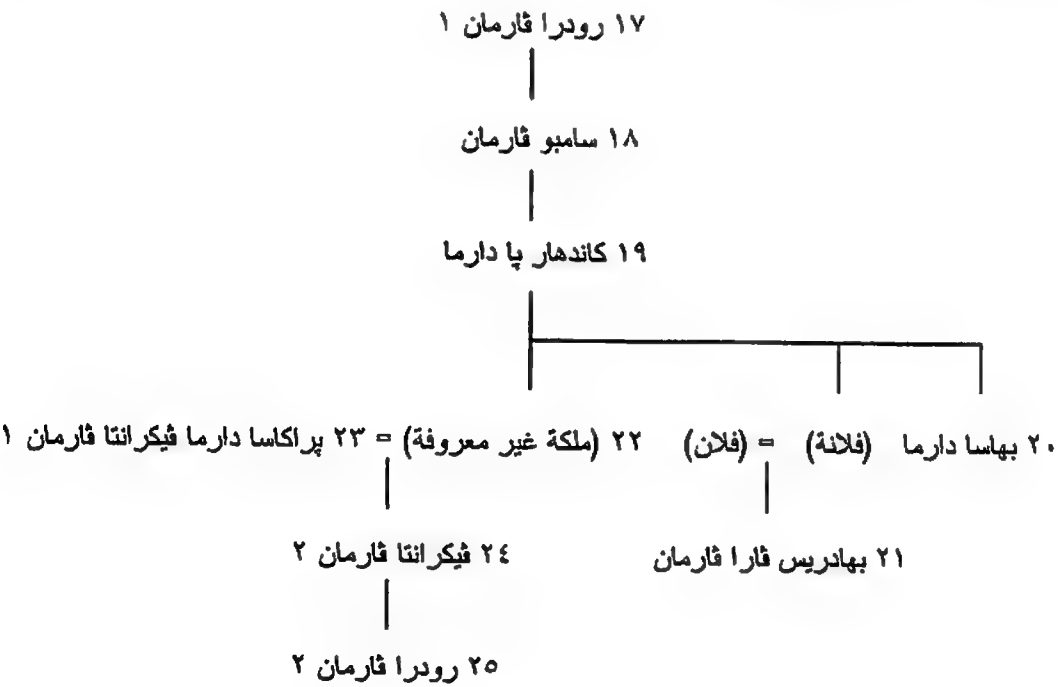 ١٧ رودرا ڤارمان ١
١٨ سامبو ڤارمان
١٩ كاندهار پا دارما
٢٠ بهاسا دارما (فلانة) = (فلان) ٢٢ (ملكة غير معروفة) = ٢٣ پراكاسا دارما ڤيكرانتا ڤارمان ١
٢١ بهادريس ڤارا ڤارمان ٢٤ ڤيكرانتا ڤارمان ٢
٢٥ رودرا ڤارمان ٢